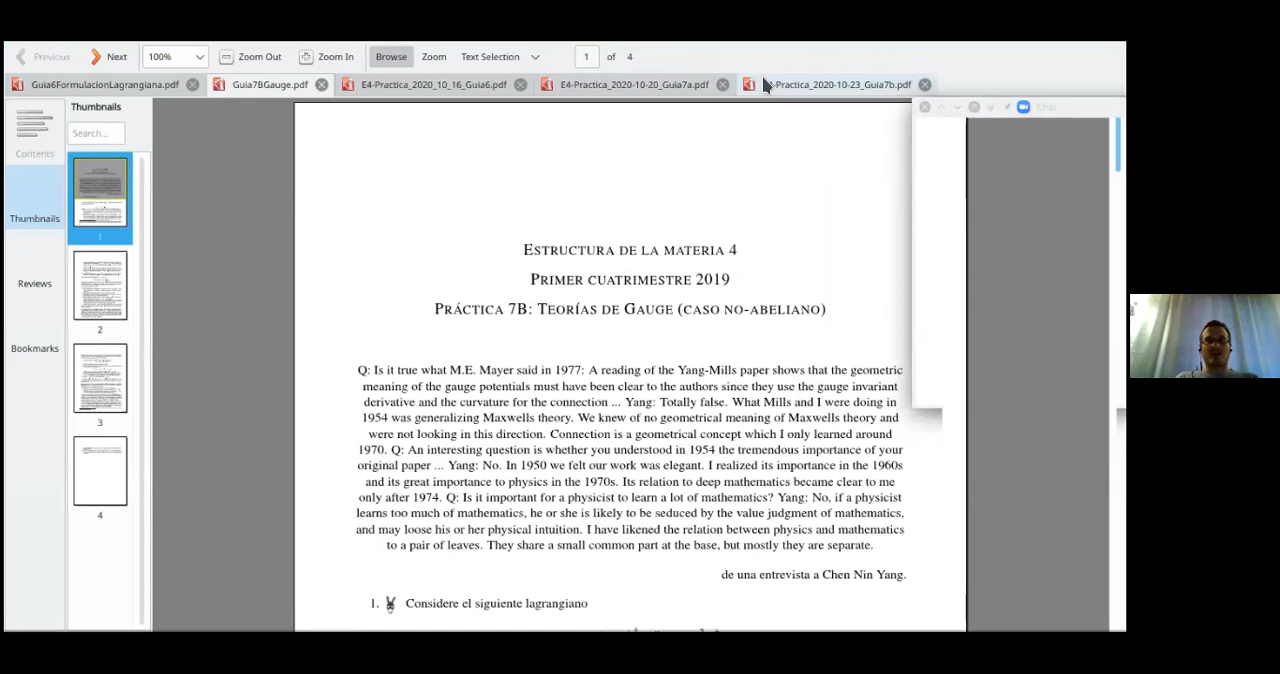 Previous
Next
100%
Zoom Out
Zoom In
Browse
Zoom
Text Selection
1 of 4
Guia6FormulacionLagrangiana.pdf
Guia7BGauge.pdf
E4-Practica_2020_10_16_Guia6.pdf
E4-Practica_2020-10-20_Guia7a.pdf
-Practica_2020-10-23_Guia7b.pdf
Thumbnails
Search...
Contents
Thumbnails
Reviews
Bookmarks
1
2
3
4
Chat
ESTRUCTURA DE LA MATERIA 4
PRIMER CUATRIMESTRE 2019
PRÁCTICA 7B: TEORÍAS DE GAUGE (CASO NO-ABELIANO)
Q: Is it true what M.E. Mayer said in 1977: A reading of the Yang-Mills paper shows that the geometric
meaning of the gauge potentials must have been clear to the authors since they use the gauge invariant
derivative and the curvature for the connection ... Yang: Totally false. What Mills and I were doing in
1954 was generalizing Maxwells theory. We knew of no geometrical meaning of Maxwells theory and
were not looking in this direction. Connection is a geometrical concept which I only learned around
1970. Q: An interesting question is whether you understood in 1954 the tremendous importance of your
original paper ... Yang: No. In 1950 we felt our work was elegant. I realized its importance in the 1960s
and its great importance to physics in the 1970s. Its relation to deep mathematics became clear to me
only after 1974. Q: Is it important for a physicist to learn a lot of mathematics? Yang: No, if a physicist
learns too much of mathematics, he or she is likely to be seduced by the value judgment of mathematics,
and may loose his or her physical intuition. I have likened the relation between physics and mathematics
to a pair of leaves. They share a small common part at the base, but mostly they are separate.
de una entrevista a Chen Nin Yang.
1. Considere el siguiente lagrangiano